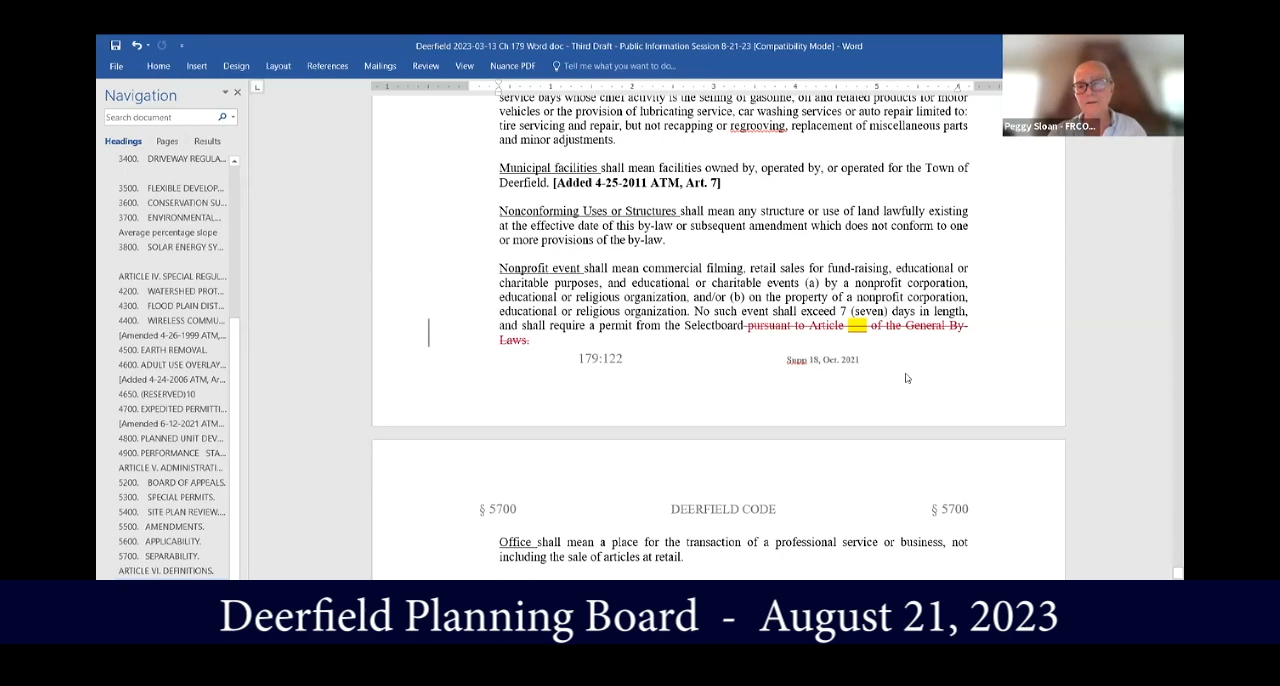 Deerfield 2023-03-13 Ch 179 Word doc - Third Draft - Public Information Session 8-21-23 [Compatibility Mode] - Word
File Home Insert Design Layout References Mailings Review View Nuance PDF Tell me what you want to do...
Peggy Sloan - FRCO...
Navigation
Search document
Headings Pages Results
3400. DRIVEWAY REGULA...
3500. FLEXIBLE DEVELOP...
3600. CONSERVATION SU...
3700. ENVIRONMENTAL...
Average percentage slope
3800. SOLAR ENERGY SY...
ARTICLE IV. SPECIAL REGUL...
4200. WATERSHED PROT...
4300. FLOOD PLAIN DIST...
4400. WIRELESS COMMU...
[Amended 4-26-1999 ATM,...
4500. EARTH REMOVAL.
4600. ADULT USE OVERLAY...
[Added 4-24-2006 ATM, Ar...
4650. (RESERVED)10
4700. EXPEDITED PERMITTI...
[Amended 6-12-2021 ATM...
4800. PLANNED UNIT DEV...
4900. PERFORMANCE STA...
ARTICLE V. ADMINISTRATI...
5200. BOARD OF APPEALS.
5300. SPECIAL PERMITS.
5400. SITE PLAN REVIEW....
5500. AMENDMENTS.
5600. APPLICABILITY.
5700. SEPARABILITY.
ARTICLE VI. DEFINITIONS.
service bays whose chief activity is the selling of gasoline, oil and related products for motor
vehicles or the provision of lubricating service, car washing services or auto repair limited to:
tire servicing and repair, but not recapping or regrooving, replacement of miscellaneous parts
and minor adjustments.
Municipal facilities shall mean facilities owned by, operated by, or operated for the Town of
Deerfield. [Added 4-25-2011 ATM, Art. 7]
Nonconforming Uses or Structures shall mean any structure or use of land lawfully existing
at the effective date of this by-law or subsequent amendment which does not conform to one
or more provisions of the by-law.
Nonprofit event shall mean commercial filming, retail sales for fund-raising, educational or
charitable purposes, and educational or charitable events (a) by a nonprofit corporation,
educational or religious organization, and/or (b) on the property of a nonprofit corporation,
educational or religious organization. No such event shall exceed 7 (seven) days in length,
and shall require a permit from the Selectboard pursuant to Article ___ of the General By-
Laws.
179:122 Supp 18, Oct. 2021
§ 5700 DEERFIELD CODE § 5700
Office shall mean a place for the transaction of a professional service or business, not
including the sale of articles at retail.
Deerfield Planning Board - August 21, 2023